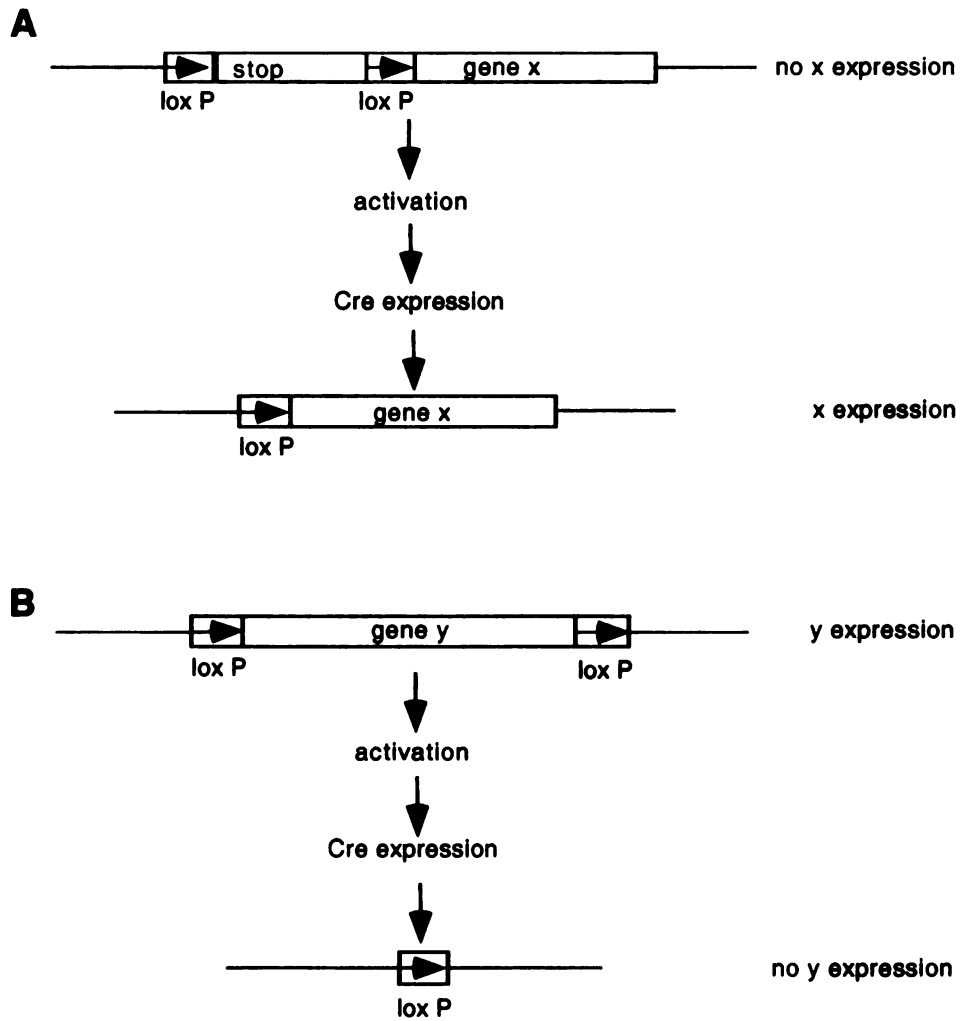 A
stop gene x no x expression
lox P lox P
activation
Cre expression
gene x x expression
lox P
B
gene y y expression
lox P lox P
activation
Cre expression
no y expression
lox P